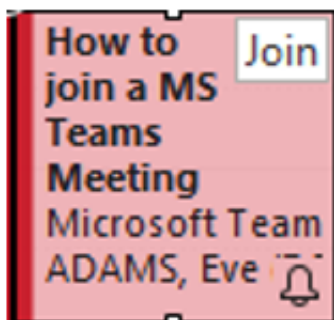 How to
Join
join a MS
Teams
Meeting
Microsoft Team
ADAMS, Eve